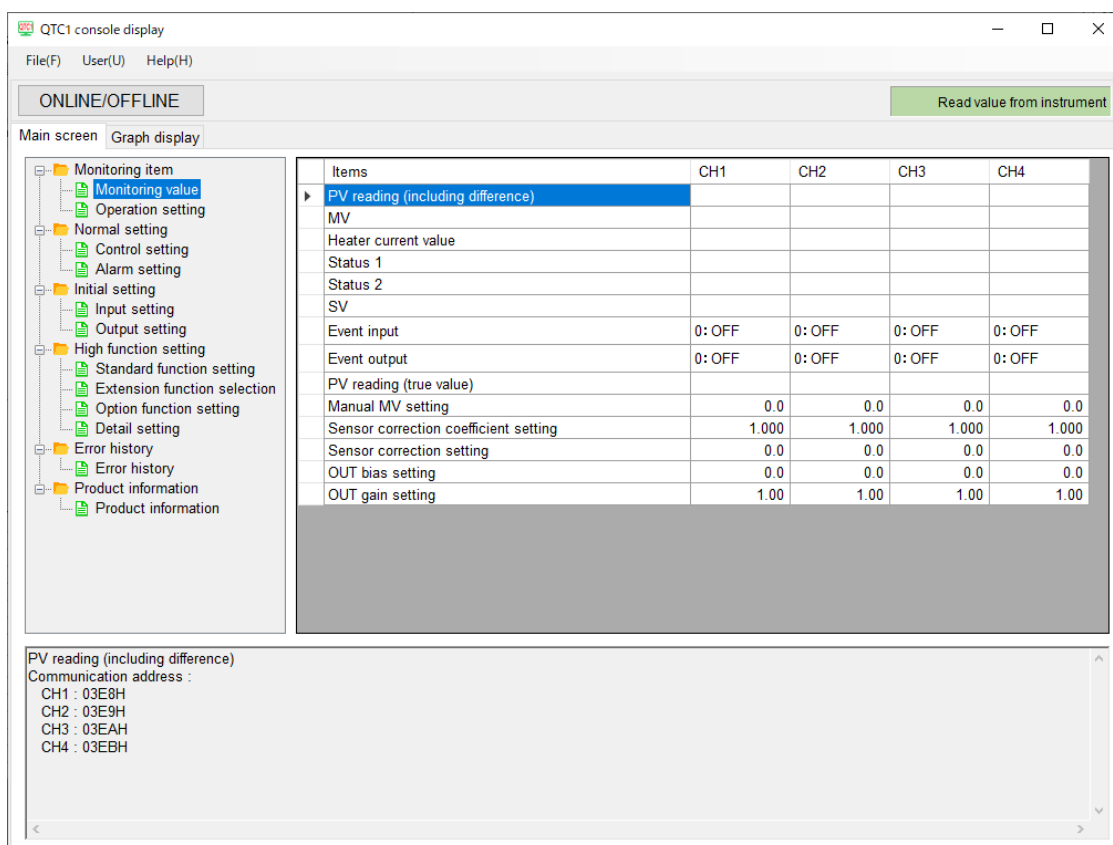 QTC1 console display
File(F) User(U) Help(H)
ONLINE/OFFLINE
Read value from instrument
Main screen Graph display
Monitoring item
Monitoring value
Operation setting
Normal setting
Control setting
Alarm setting
Initial setting
Input setting
Output setting
High function setting
Standard function setting
Extension function selection
Option function setting
Detail setting
Error history
Error history
Product information
Product information
Items CH1 CH2 CH3 CH4
PV reading (including difference)
MV
Heater current value
Status 1
Status 2
SV
Event input 0: OFF 0: OFF 0: OFF 0: OFF
Event output 0: OFF 0: OFF 0: OFF 0: OFF
PV reading (true value)
Manual MV setting 0.0 0.0 0.0 0.0
Sensor correction coefficient setting 1.000 1.000 1.000 1.000
Sensor correction setting 0.0 0.0 0.0 0.0
OUT bias setting 0.0 0.0 0.0 0.0
OUT gain setting 1.00 1.00 1.00 1.00
PV reading (including difference)
Communication address :
CH1 : 03E8H
CH2 : 03E9H
CH3 : 03EAH
CH4 : 03EBH